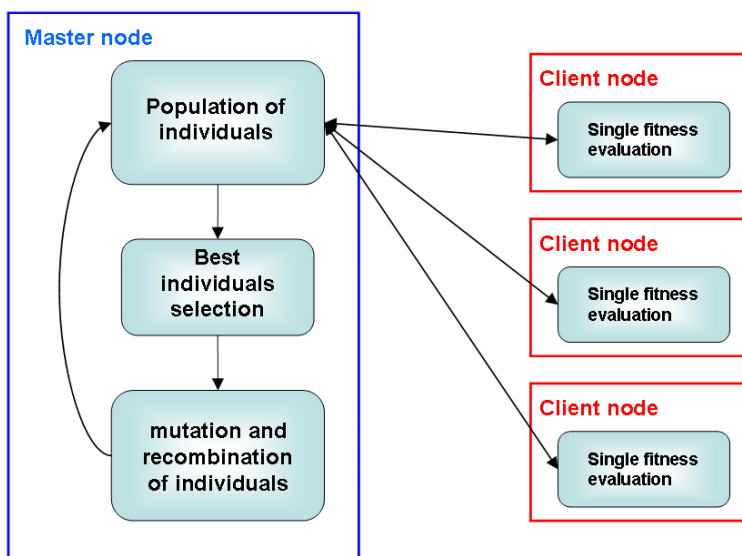 Master node
Population of
individuals
Best
individuals
selection
mutation and
recombination
of individuals
Client node
Single fitness
evaluation
Client node
Single fitness
evaluation
Client node
Single fitness
evaluation